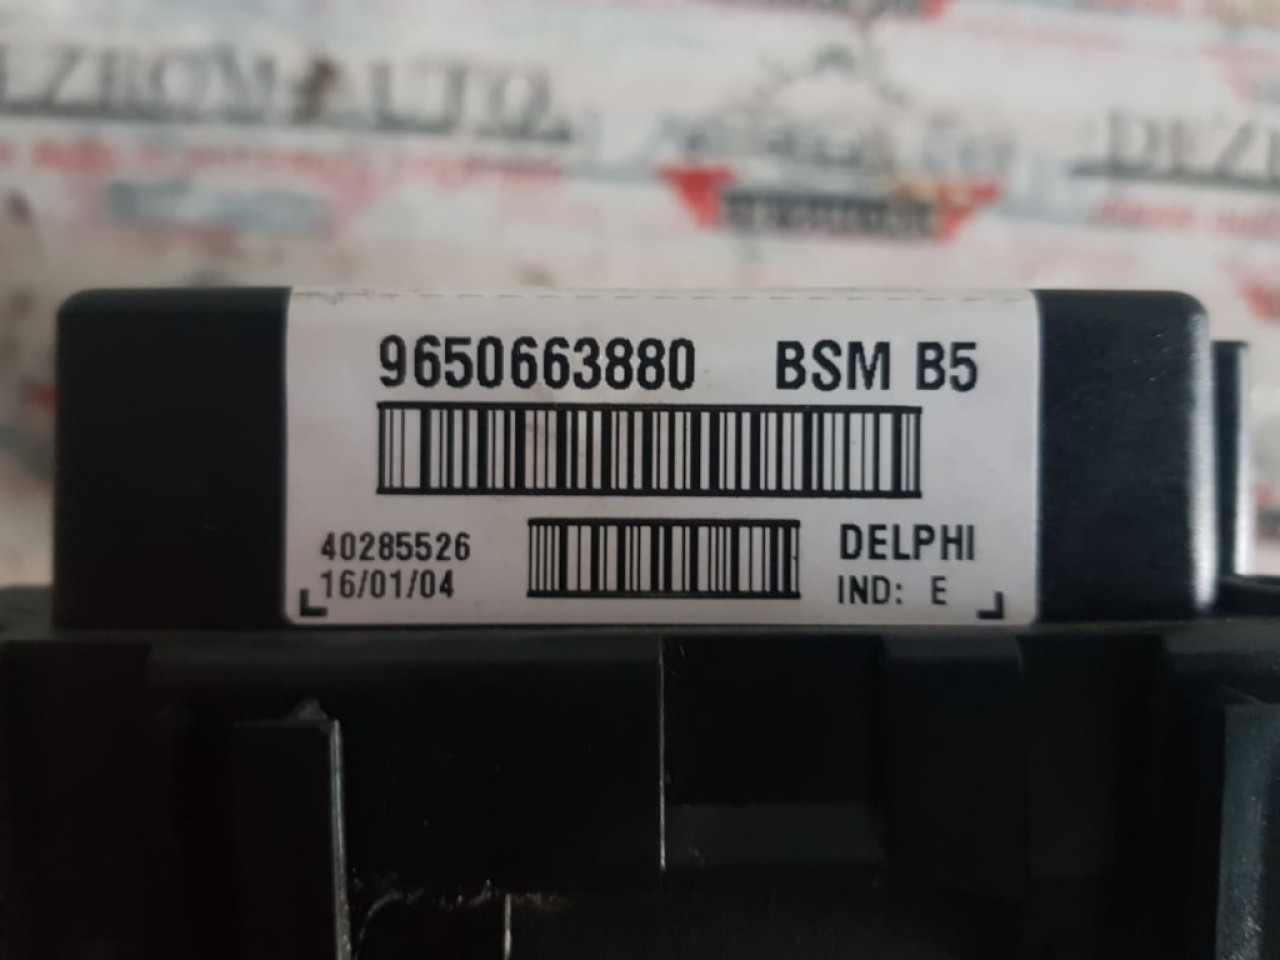 9650663880 BSM B5
40285526
16/01/04
DELPHI
IND: E